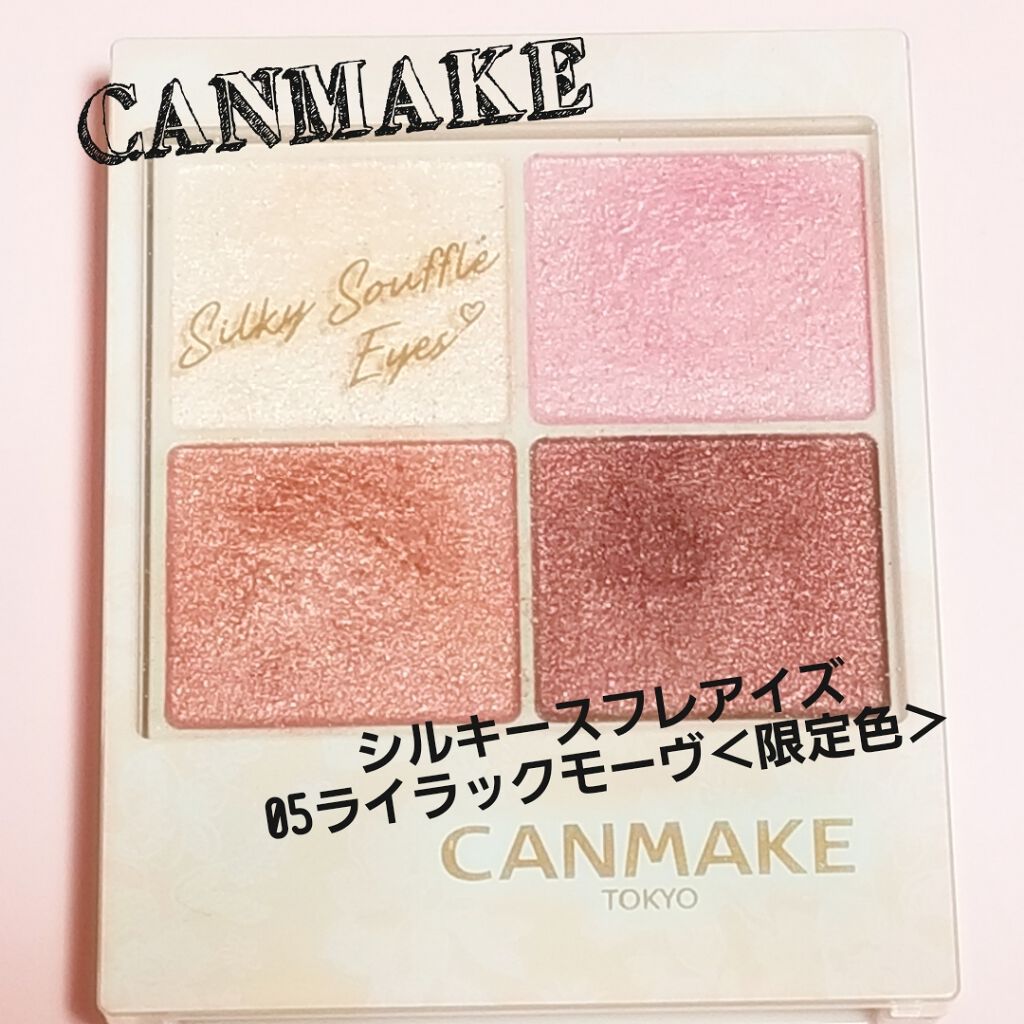 CANMAKE
Silky Soufflé
Eyes♡
シルキースフレアイズ
05ライラックモーヴ＜限定色＞
CANMAKE
TOKYO